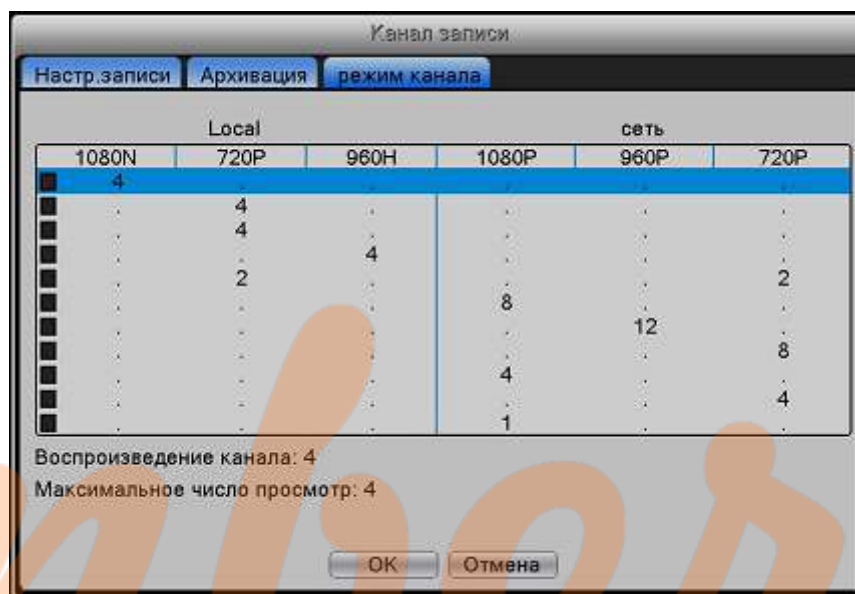 Канал записи
Настр.записи Архивация режим канала
Local сеть
1080N 720P 960H 1080P 960P 720P
4 . . . . .
. 4 . . . .
. 4 . . . .
. . 4 . . .
. 2 . . . 2
. . . 8 . .
. . . . 12 .
. . . . . 8
. . . 4 . .
. . . . . 4
. . . 1 . .
Воспроизведение канала: 4
Максимальное число просмотр: 4
OK Отмена